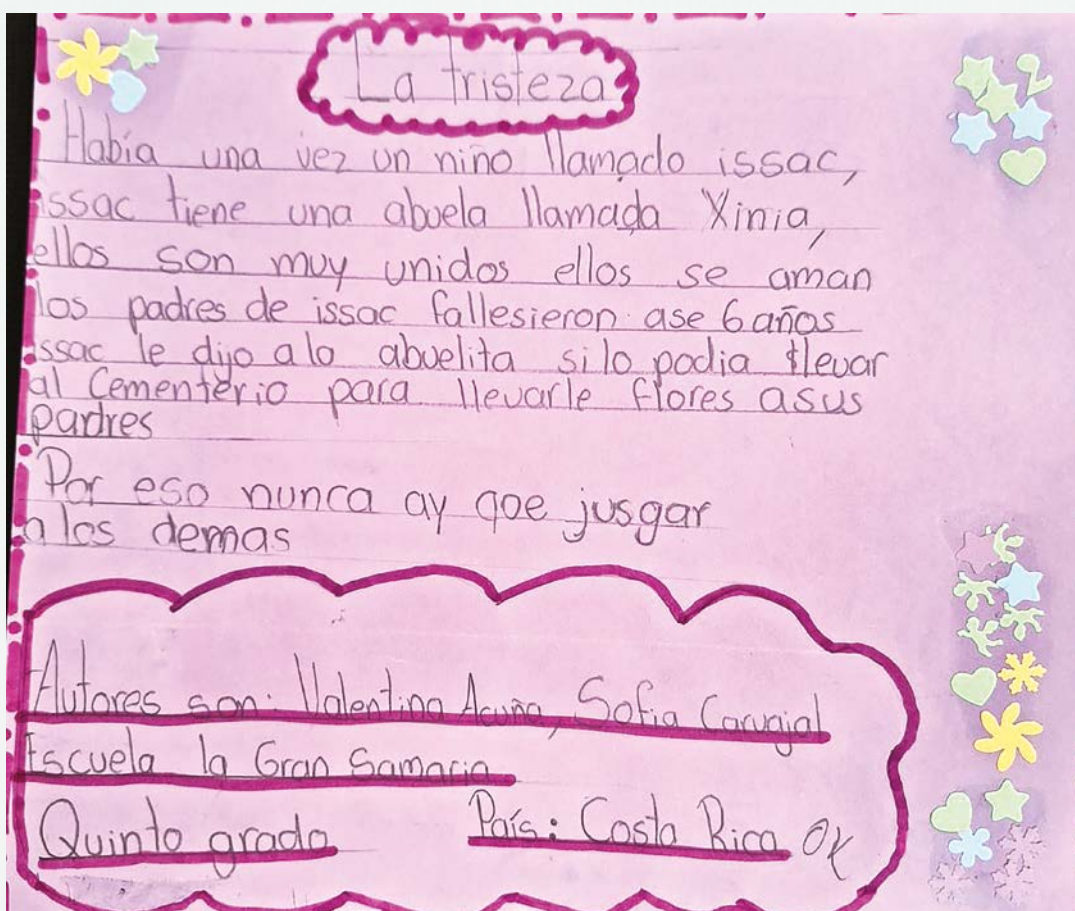 La tristeza
Había una vez un niño llamado issac,
issac tiene una abuela llamada Xinia,
ellos son muy unidos ellos se aman
los padres de issac fallesieron ase 6 años
issac le dijo alo abuelita si lo podia llevar
al Cementerio para llevarle flores asus
padres
Por eso nunca ay qoe jusgar
a los demas
Autores son: Valentina Acuña, Sofia Carvajal
Escuela la Gran Samaria
Quinto grado País: Costa Rica OK